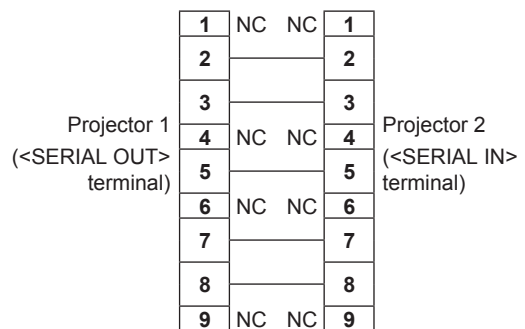 1 NC NC 1
2 2
3 3
Projector 1
(<SERIAL OUT>
terminal)
4 NC NC 4
5 5
6 NC NC 6
7 7
8 8
9 NC NC 9
Projector 2
(<SERIAL IN>
terminal)